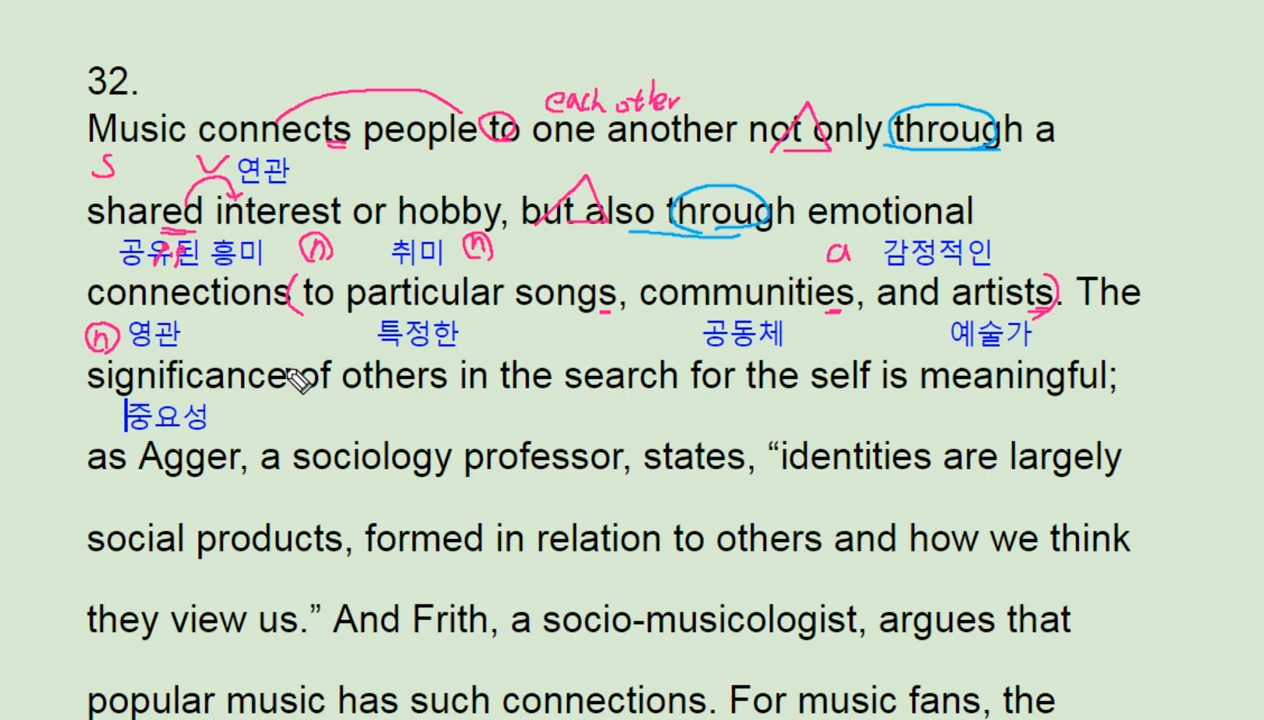 32.
each other
Music connects people to one another not only through a
S V 연관
shared interest or hobby, but also through emotional
공유된 흥미 n 취미 n a 감정적인
connections (to particular songs, communities, and artists). The
n 영관 특정한 공동체 예술가
significance of others in the search for the self is meaningful;
중요성
as Agger, a sociology professor, states, “identities are largely
social products, formed in relation to others and how we think
they view us.” And Frith, a socio-musicologist, argues that
popular music has such connections. For music fans, the